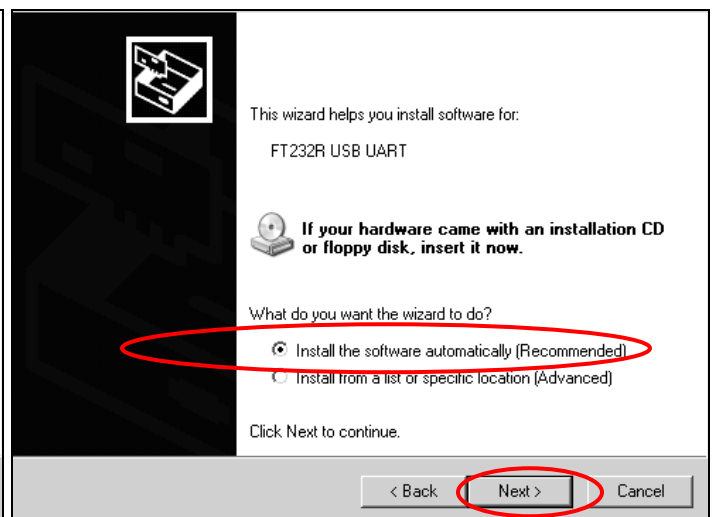 This wizard helps you install software for:
FT232R USB UART
If your hardware came with an installation CD
or floppy disk, insert it now.
What do you want the wizard to do?
Install the software automatically (Recommended)
Install from a list or specific location (Advanced)
Click Next to continue.
< Back Next > Cancel